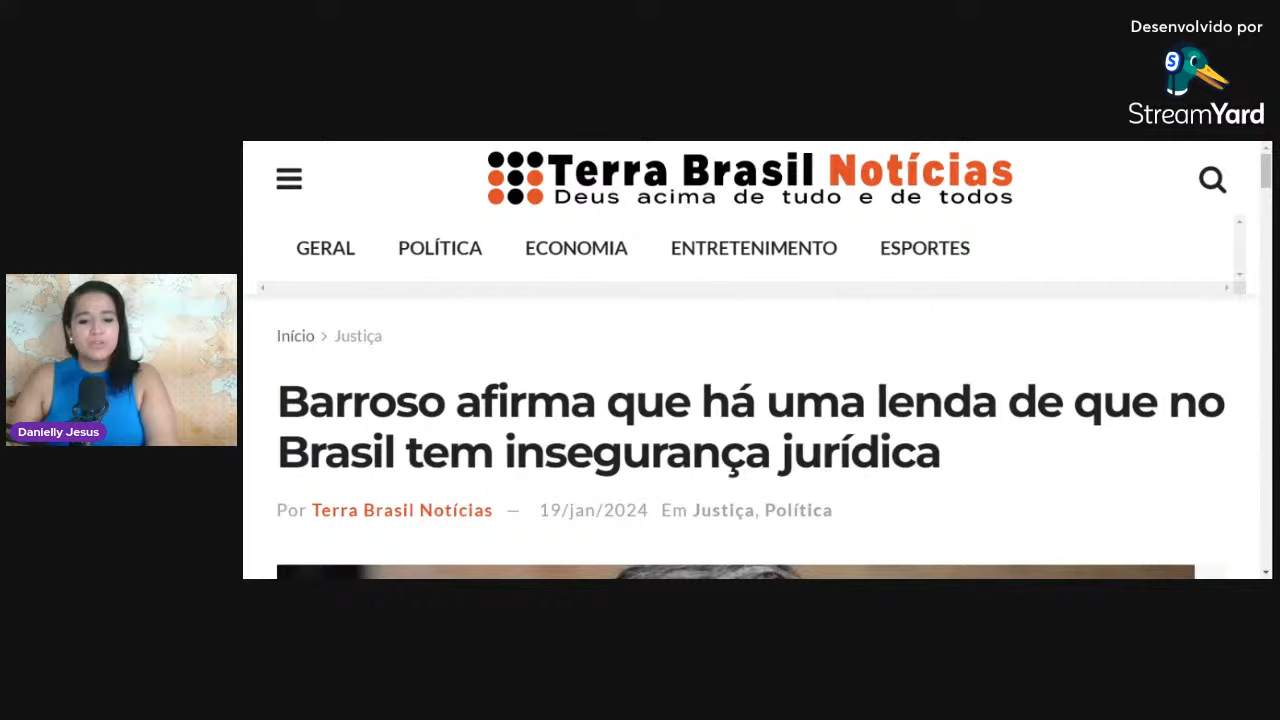 Desenvolvido por
StreamYard
Terra Brasil Notícias
Deus acima de tudo e de todos
GERAL POLÍTICA ECONOMIA ENTRETENIMENTO ESPORTES
Início > Justiça
Barroso afirma que há uma lenda de que no
Brasil tem insegurança jurídica
Por Terra Brasil Notícias — 19/jan/2024 Em Justiça, Política
Danielly Jesus